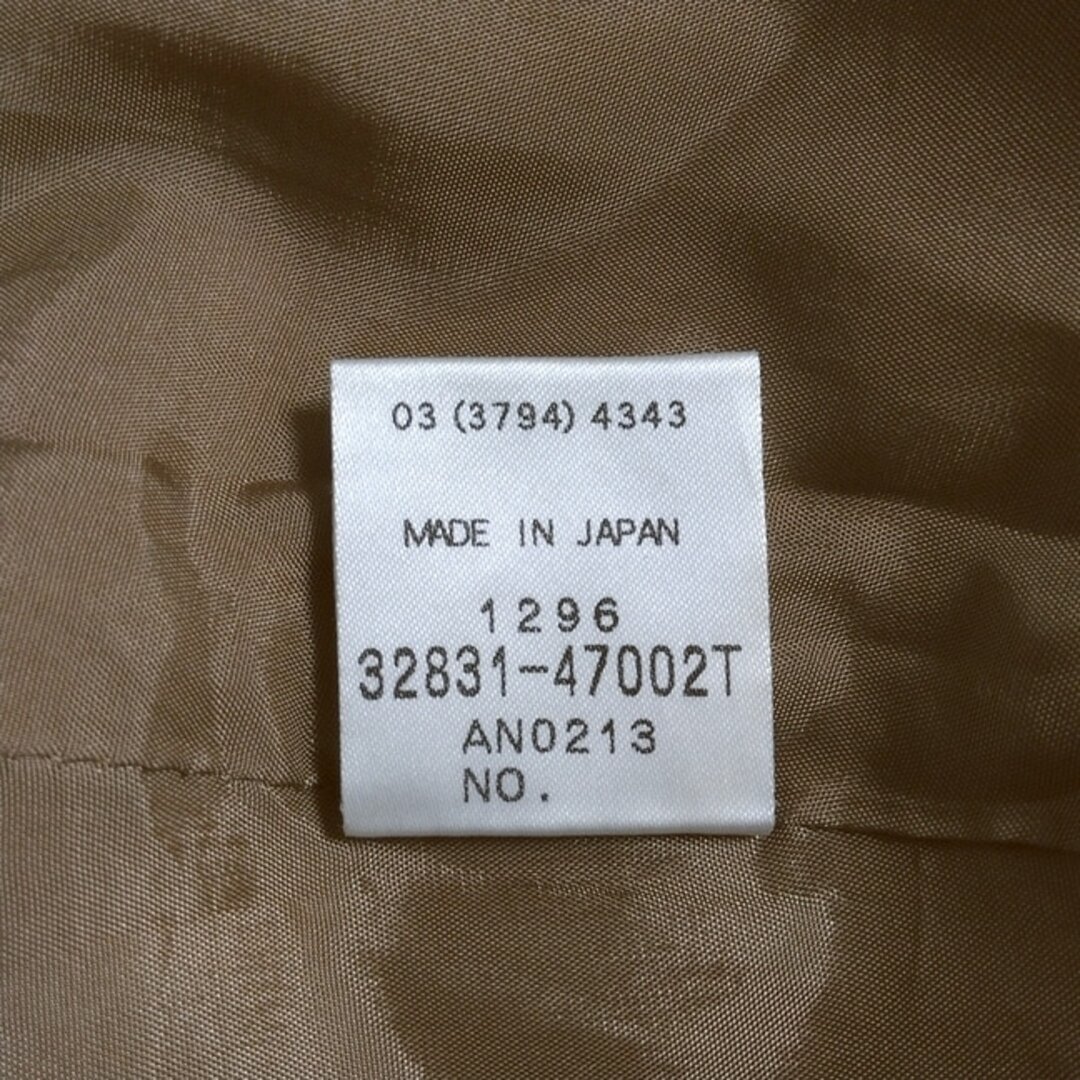 03 (3794) 4343
MADE IN JAPAN
1296
32831-47002T
AN0213
NO.